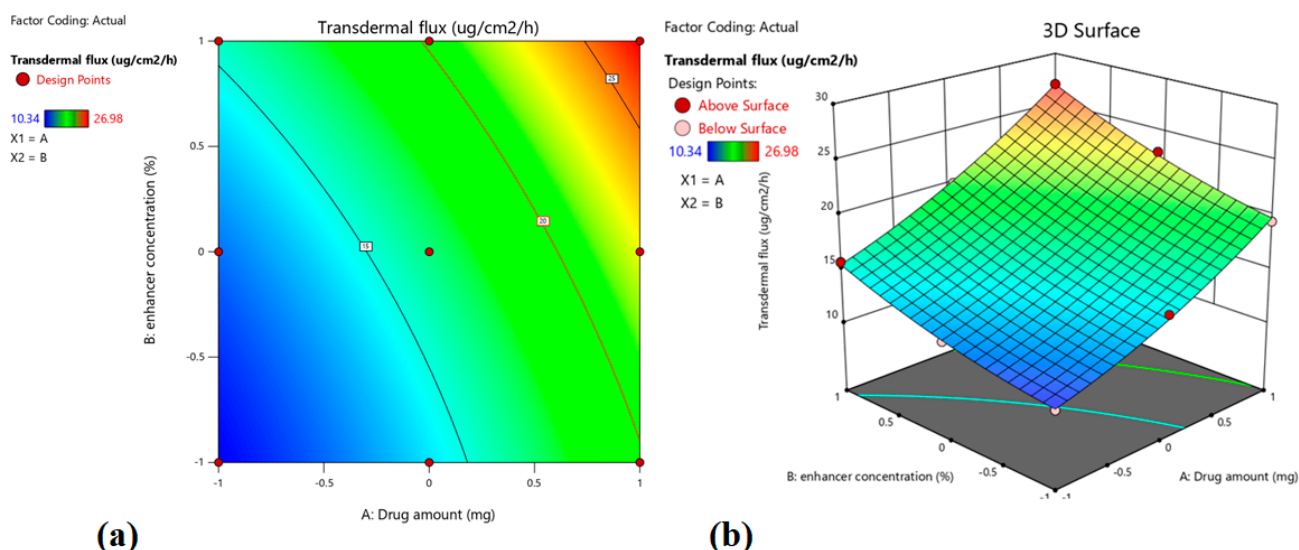 Factor Coding: Actual
Transdermal flux (ug/cm2/h)
Design Points
10.34 26.98
X1 = A
X2 = B
Transdermal flux (ug/cm2/h)
B: enhancer concentration (%)
1
0.5
0
-0.5
-1
-1 -0.5 0 0.5 1
A: Drug amount (mg)
15
20
25
(a)
Factor Coding: Actual
Transdermal flux (ug/cm2/h)
Design Points:
Above Surface
Below Surface
10.34 26.98
X1 = A
X2 = B
3D Surface
Transdermal flux (ug/cm2/h)
30
25
20
15
10
1
0.5
0
-0.5
-1
B: enhancer concentration (%)
-1
-0.5
0
0.5
1
A: Drug amount (mg)
(b)